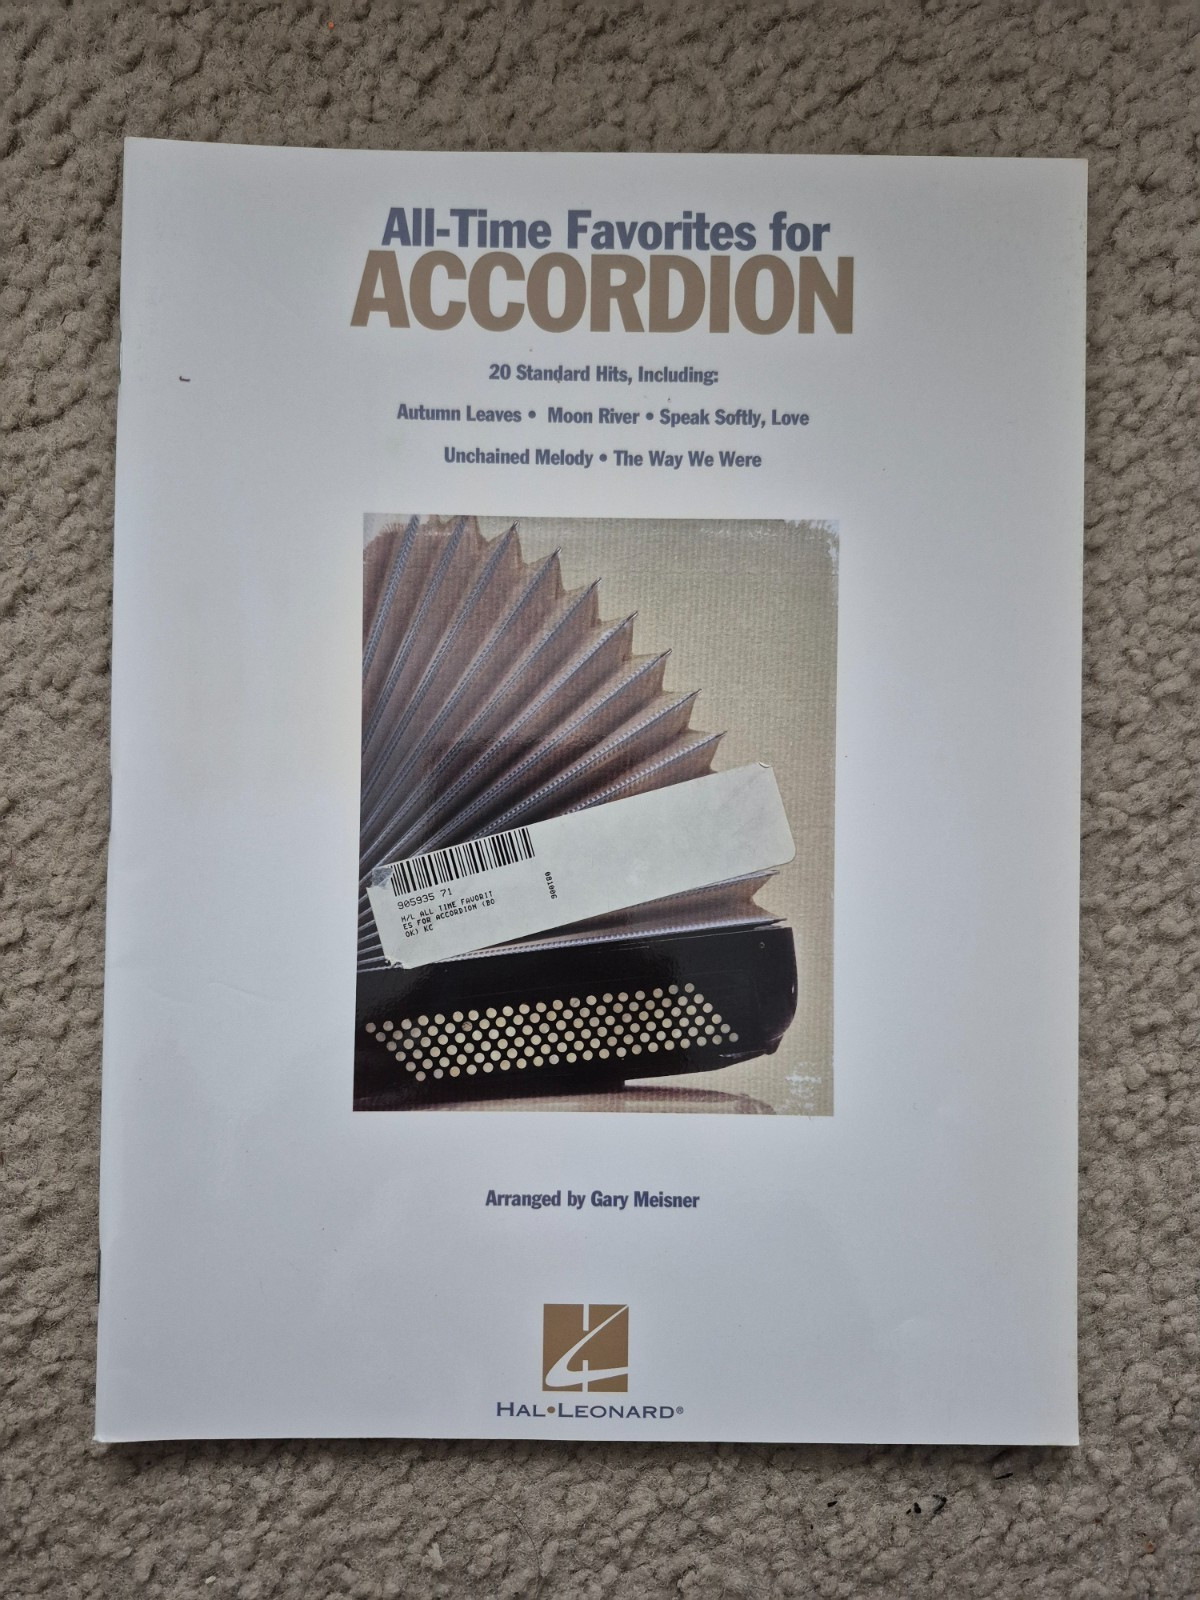 All-Time Favorites for
ACCORDION
20 Standard Hits, Including:
Autumn Leaves • Moon River • Speak Softly, Love
Unchained Melody • The Way We Were
905935 71
081006
H/L ALL TIME FAVORIT
ES FOR ACCORDION (BO
OK) KC
Arranged by Gary Meisner
HAL•LEONARD®